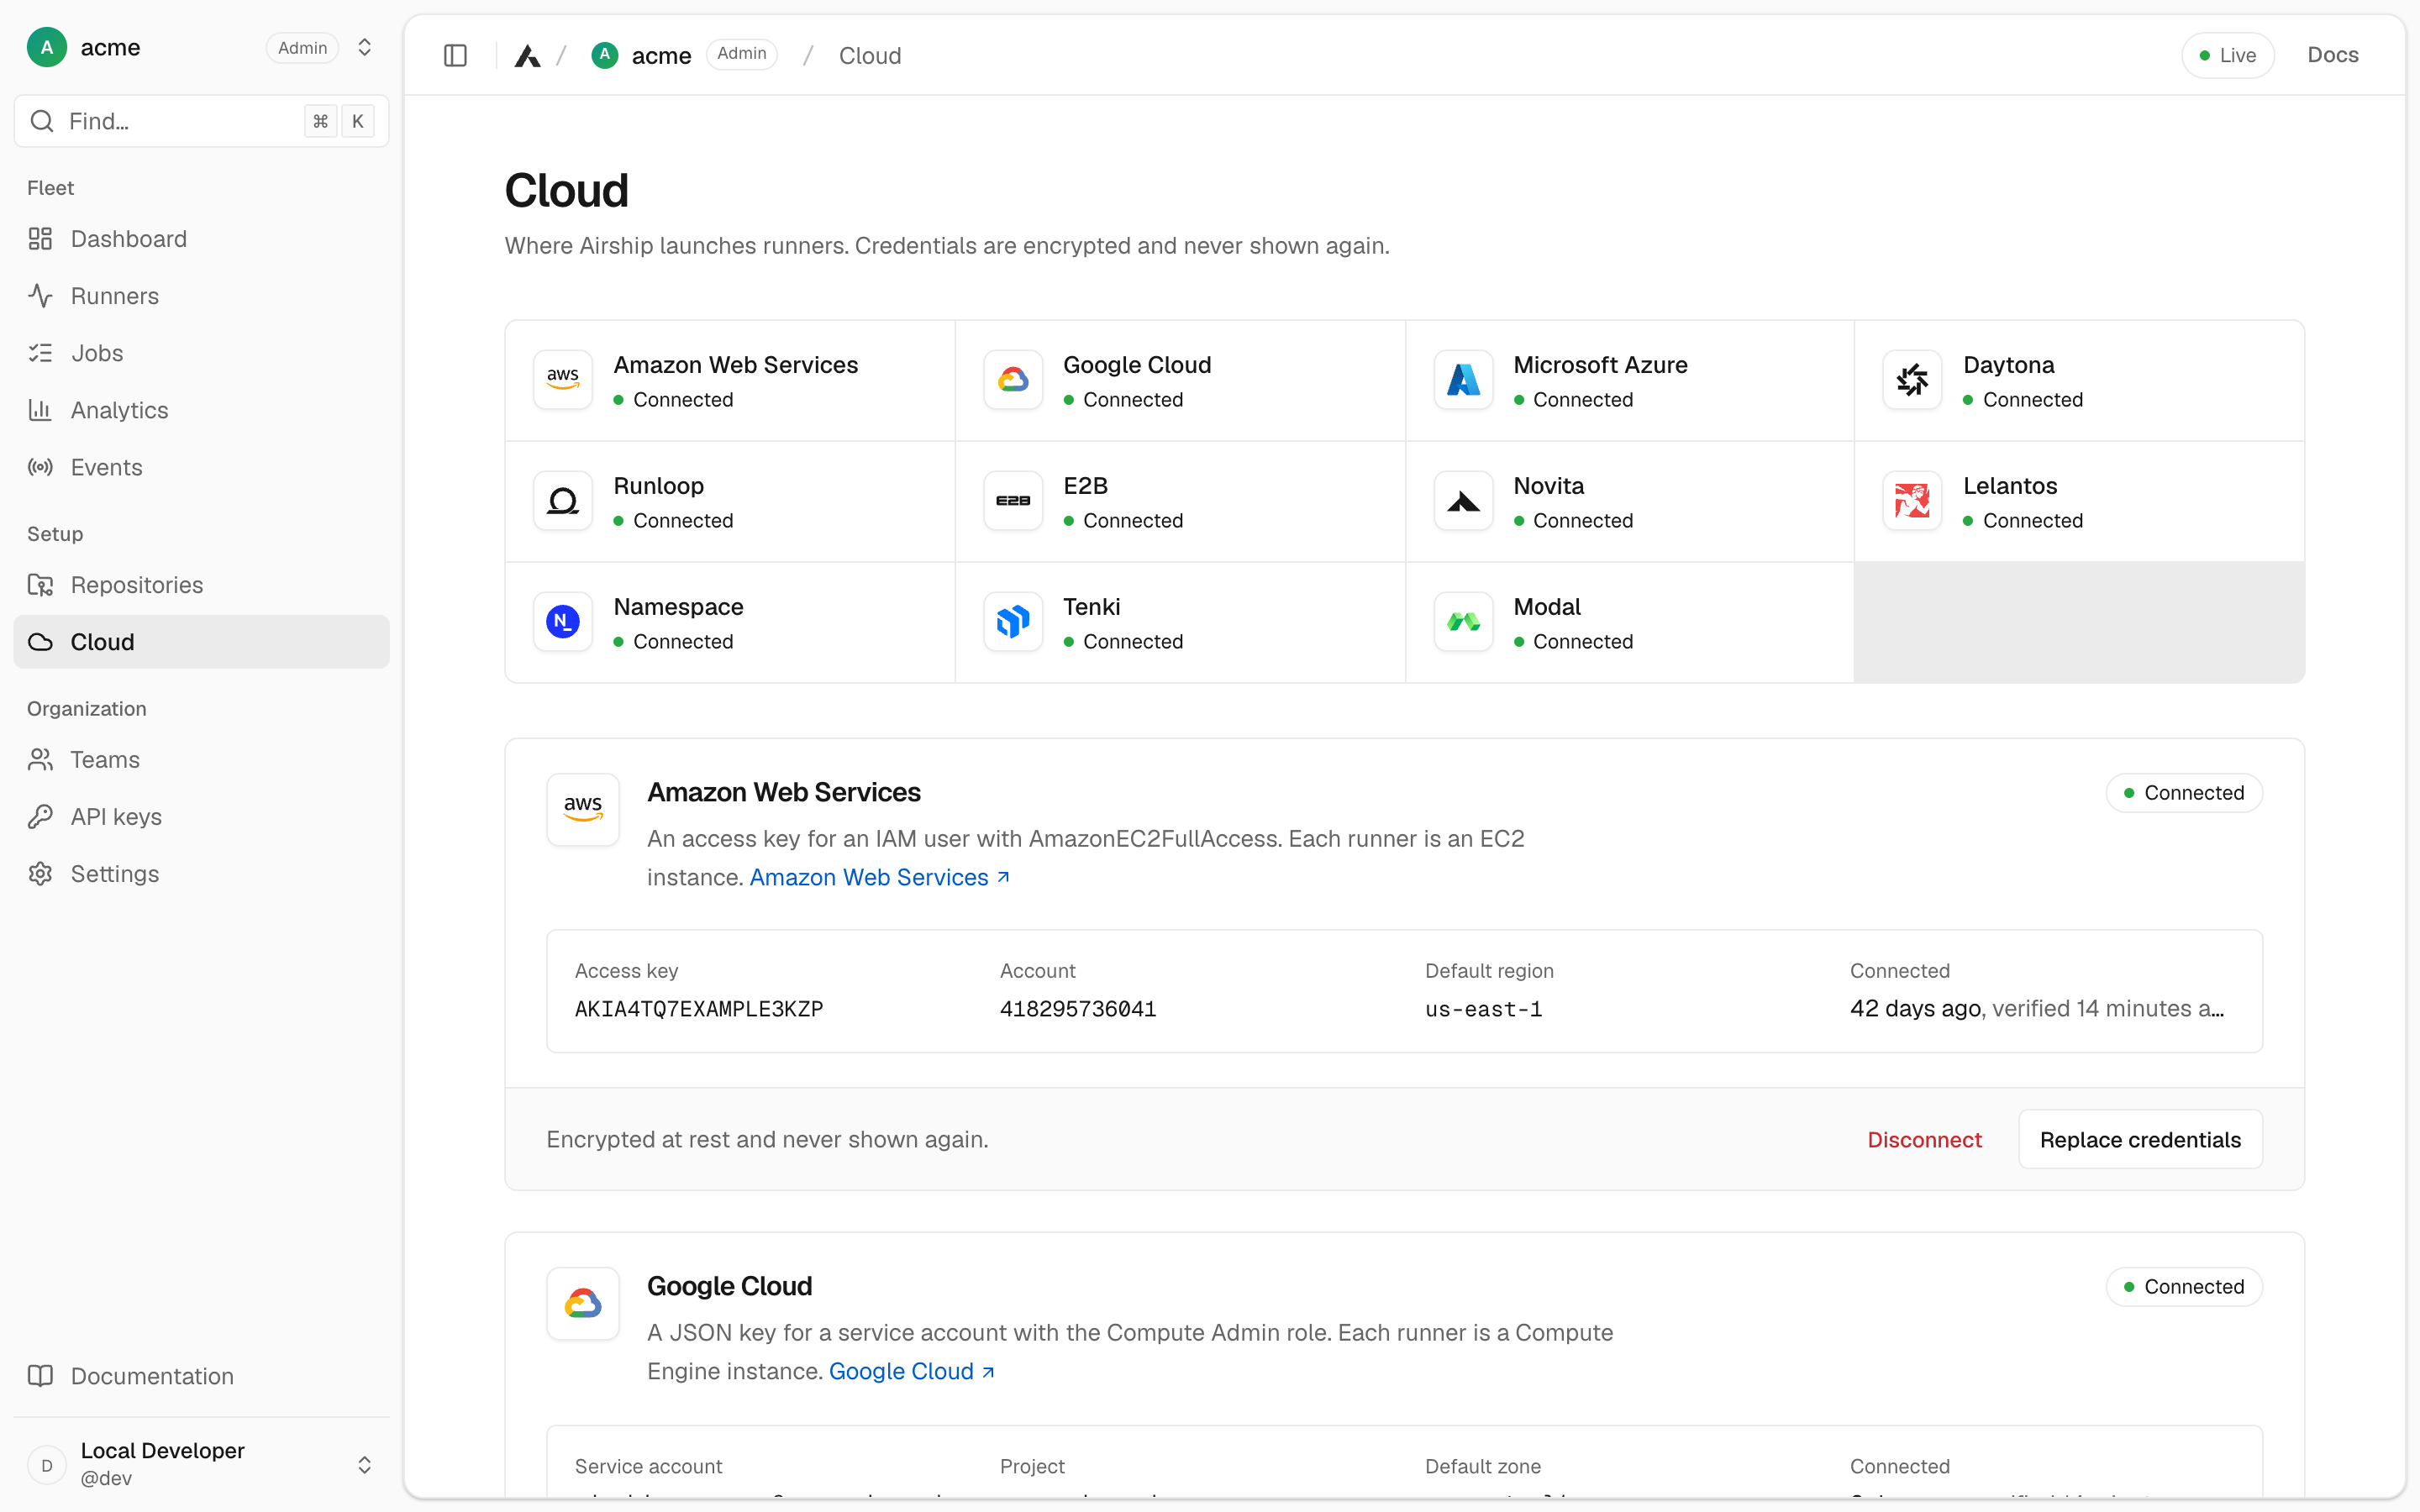 A acme Admin
Find... ⌘ K
Fleet
Dashboard
Runners
Jobs
Analytics
Events
Setup
Repositories
Cloud
Organization
Teams
API keys
Settings
Documentation
D Local Developer
@dev
/ A acme Admin / Cloud
Live Docs
Cloud
Where Airship launches runners. Credentials are encrypted and never shown again.
aws Amazon Web Services
Connected
Google Cloud
Connected
Microsoft Azure
Connected
Daytona
Connected
Runloop
Connected
E2B E2B
Connected
Novita
Connected
Lelantos
Connected
N_ Namespace
Connected
Tenki
Connected
Modal
Connected
aws Amazon Web Services
Connected
An access key for an IAM user with AmazonEC2FullAccess. Each runner is an EC2
instance. Amazon Web Services ↗
Access key
AKIA4TQ7EXAMPLE3KZP
Account
418295736041
Default region
us-east-1
Connected
42 days ago, verified 14 minutes a...
Encrypted at rest and never shown again.
Disconnect Replace credentials
Google Cloud
Connected
A JSON key for a service account with the Compute Admin role. Each runner is a Compute
Engine instance. Google Cloud ↗
Service account
Project
Default zone
Connected